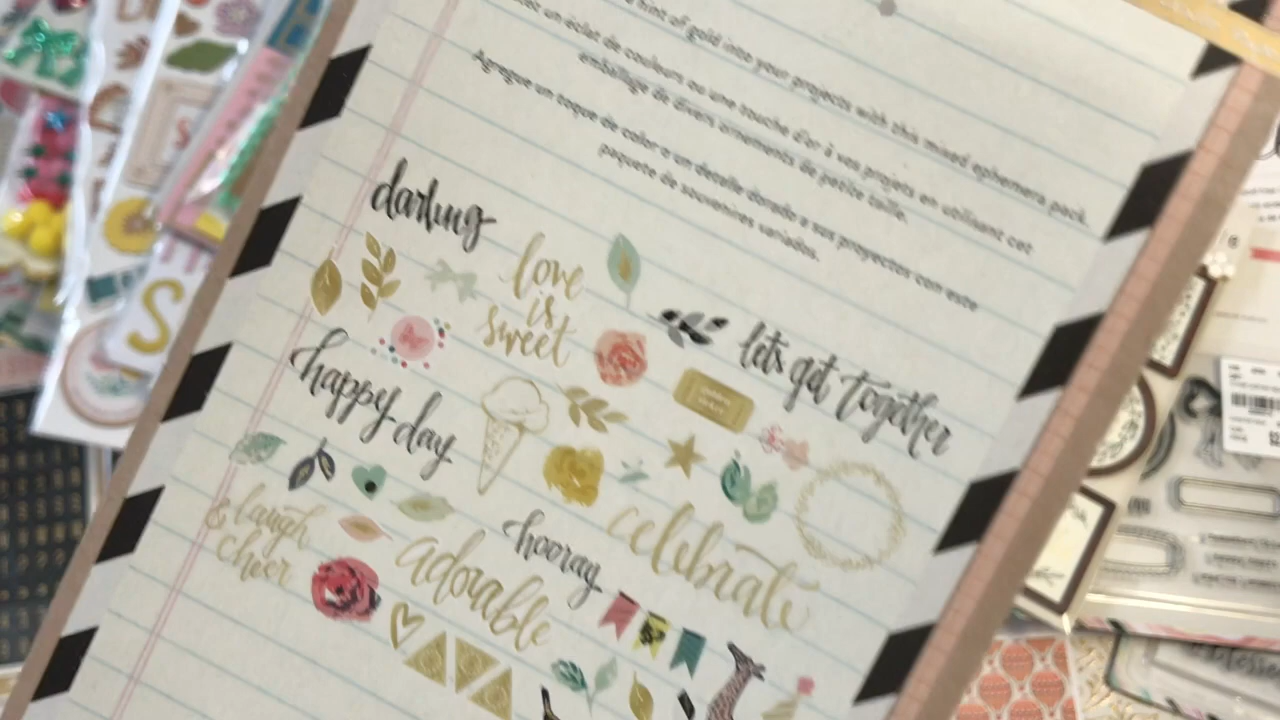 hint of gold into your projects with this mixed ephemera pack.
un éclat de couleurs ou une touche d'or à vos projets en utilisant cet
emballage de divers ornements de petite taille.
Agregue un toque de color o un detalle dorado a sus proyectos con este
paquete de souvenires variados.
darling
love
is
sweet
let's get together
happy day
celebrate
hooray
& laugh
cheer
adorable
S